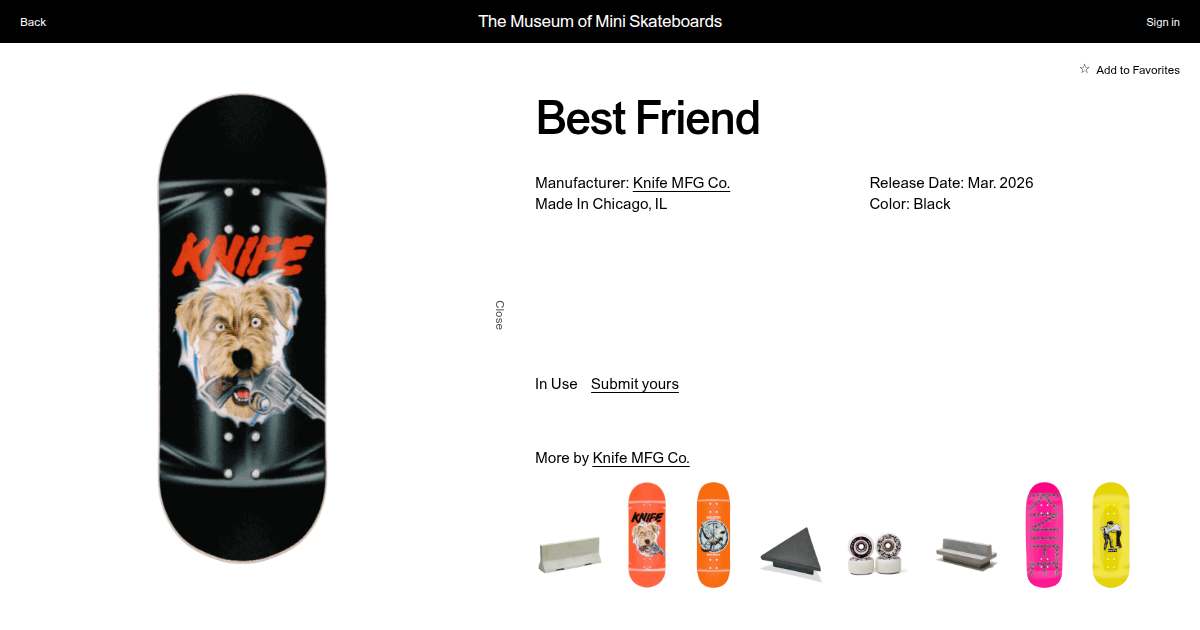 Back
The Museum of Mini Skateboards
Sign in
☆ Add to Favorites
Best Friend
Manufacturer: Knife MFG Co.
Made In Chicago, IL
Release Date: Mar. 2026
Color: Black
KNIFE
Close
In Use Submit yours
More by Knife MFG Co.
KNIFE
KNIFE